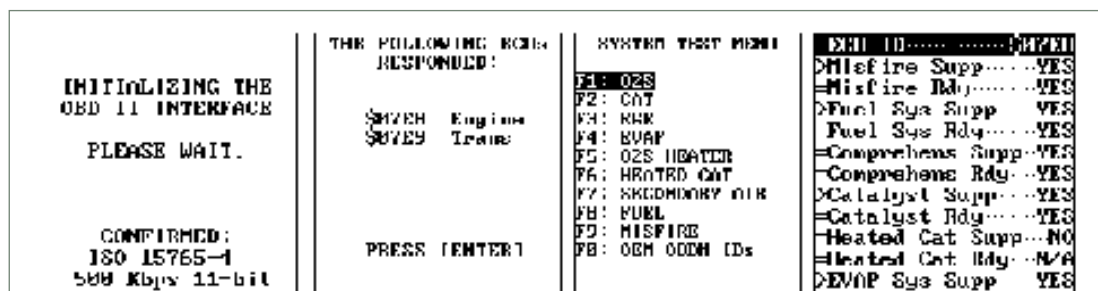 INITIALIZING THE
OBD II INTERFACE
PLEASE WAIT.
CONFIRMED:
ISO 15765-4
500 Kbps 11-bit
THE FOLLOWING ECUs
RESPONDED:
$07E8 Engine
$07E9 Trans
PRESS [ENTER]
SYSTEM TEST MENU
F1: O2S
F2: CAT
F3: EGR
F4: EVAP
F5: O2S HEATER
F6: HEATED CAT
F7: SECONDARY AIR
F8: FUEL
F9: MISFIRE
F0: OEM OBDM IDs
ECU ID············$07E8
>Misfire Supp·····YES
=Misfire Rdy·····YES
>Fuel Sys Supp YES
Fuel Sys Rdy·····YES
=Comprehens Supp··YES
Comprehens Rdy··YES
>Catalyst Supp····YES
=Catalyst Rdy·····YES
Heated Cat Supp···NO
=Heated Cat Rdy··N/A
>EVAP Sys Supp YES